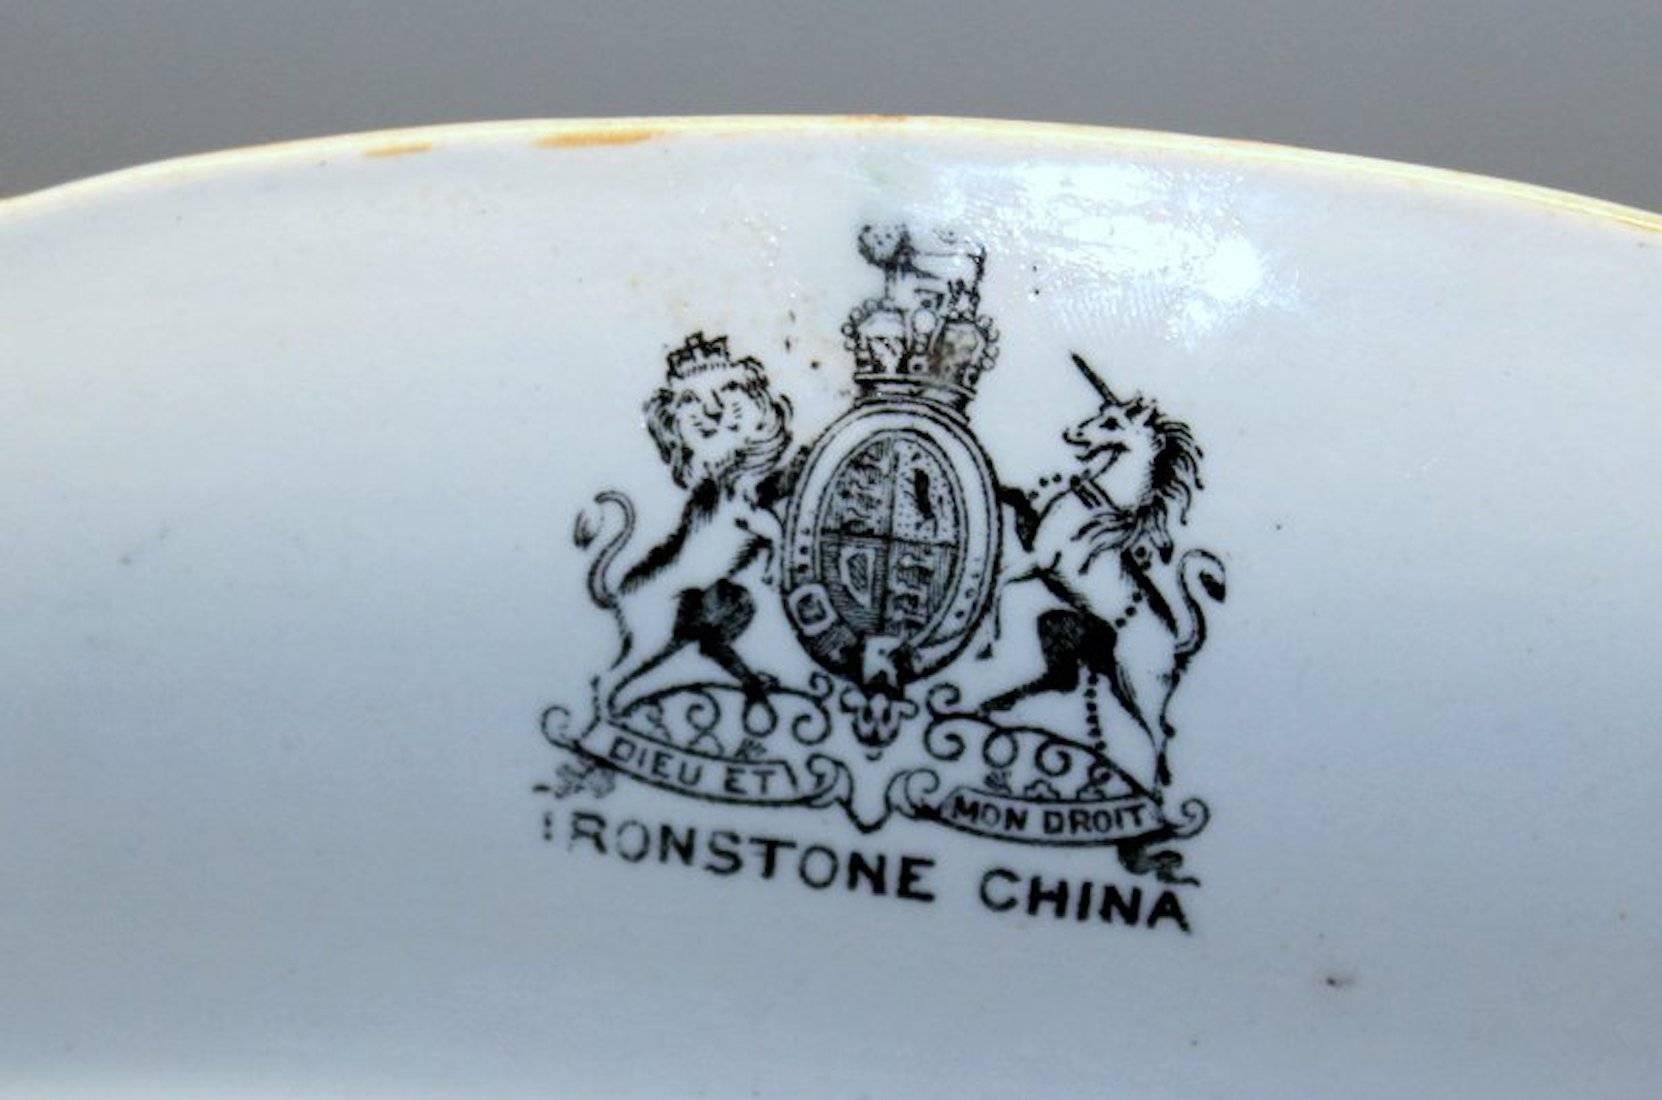 DIEU ET MON DROIT
IRONSTONE CHINA